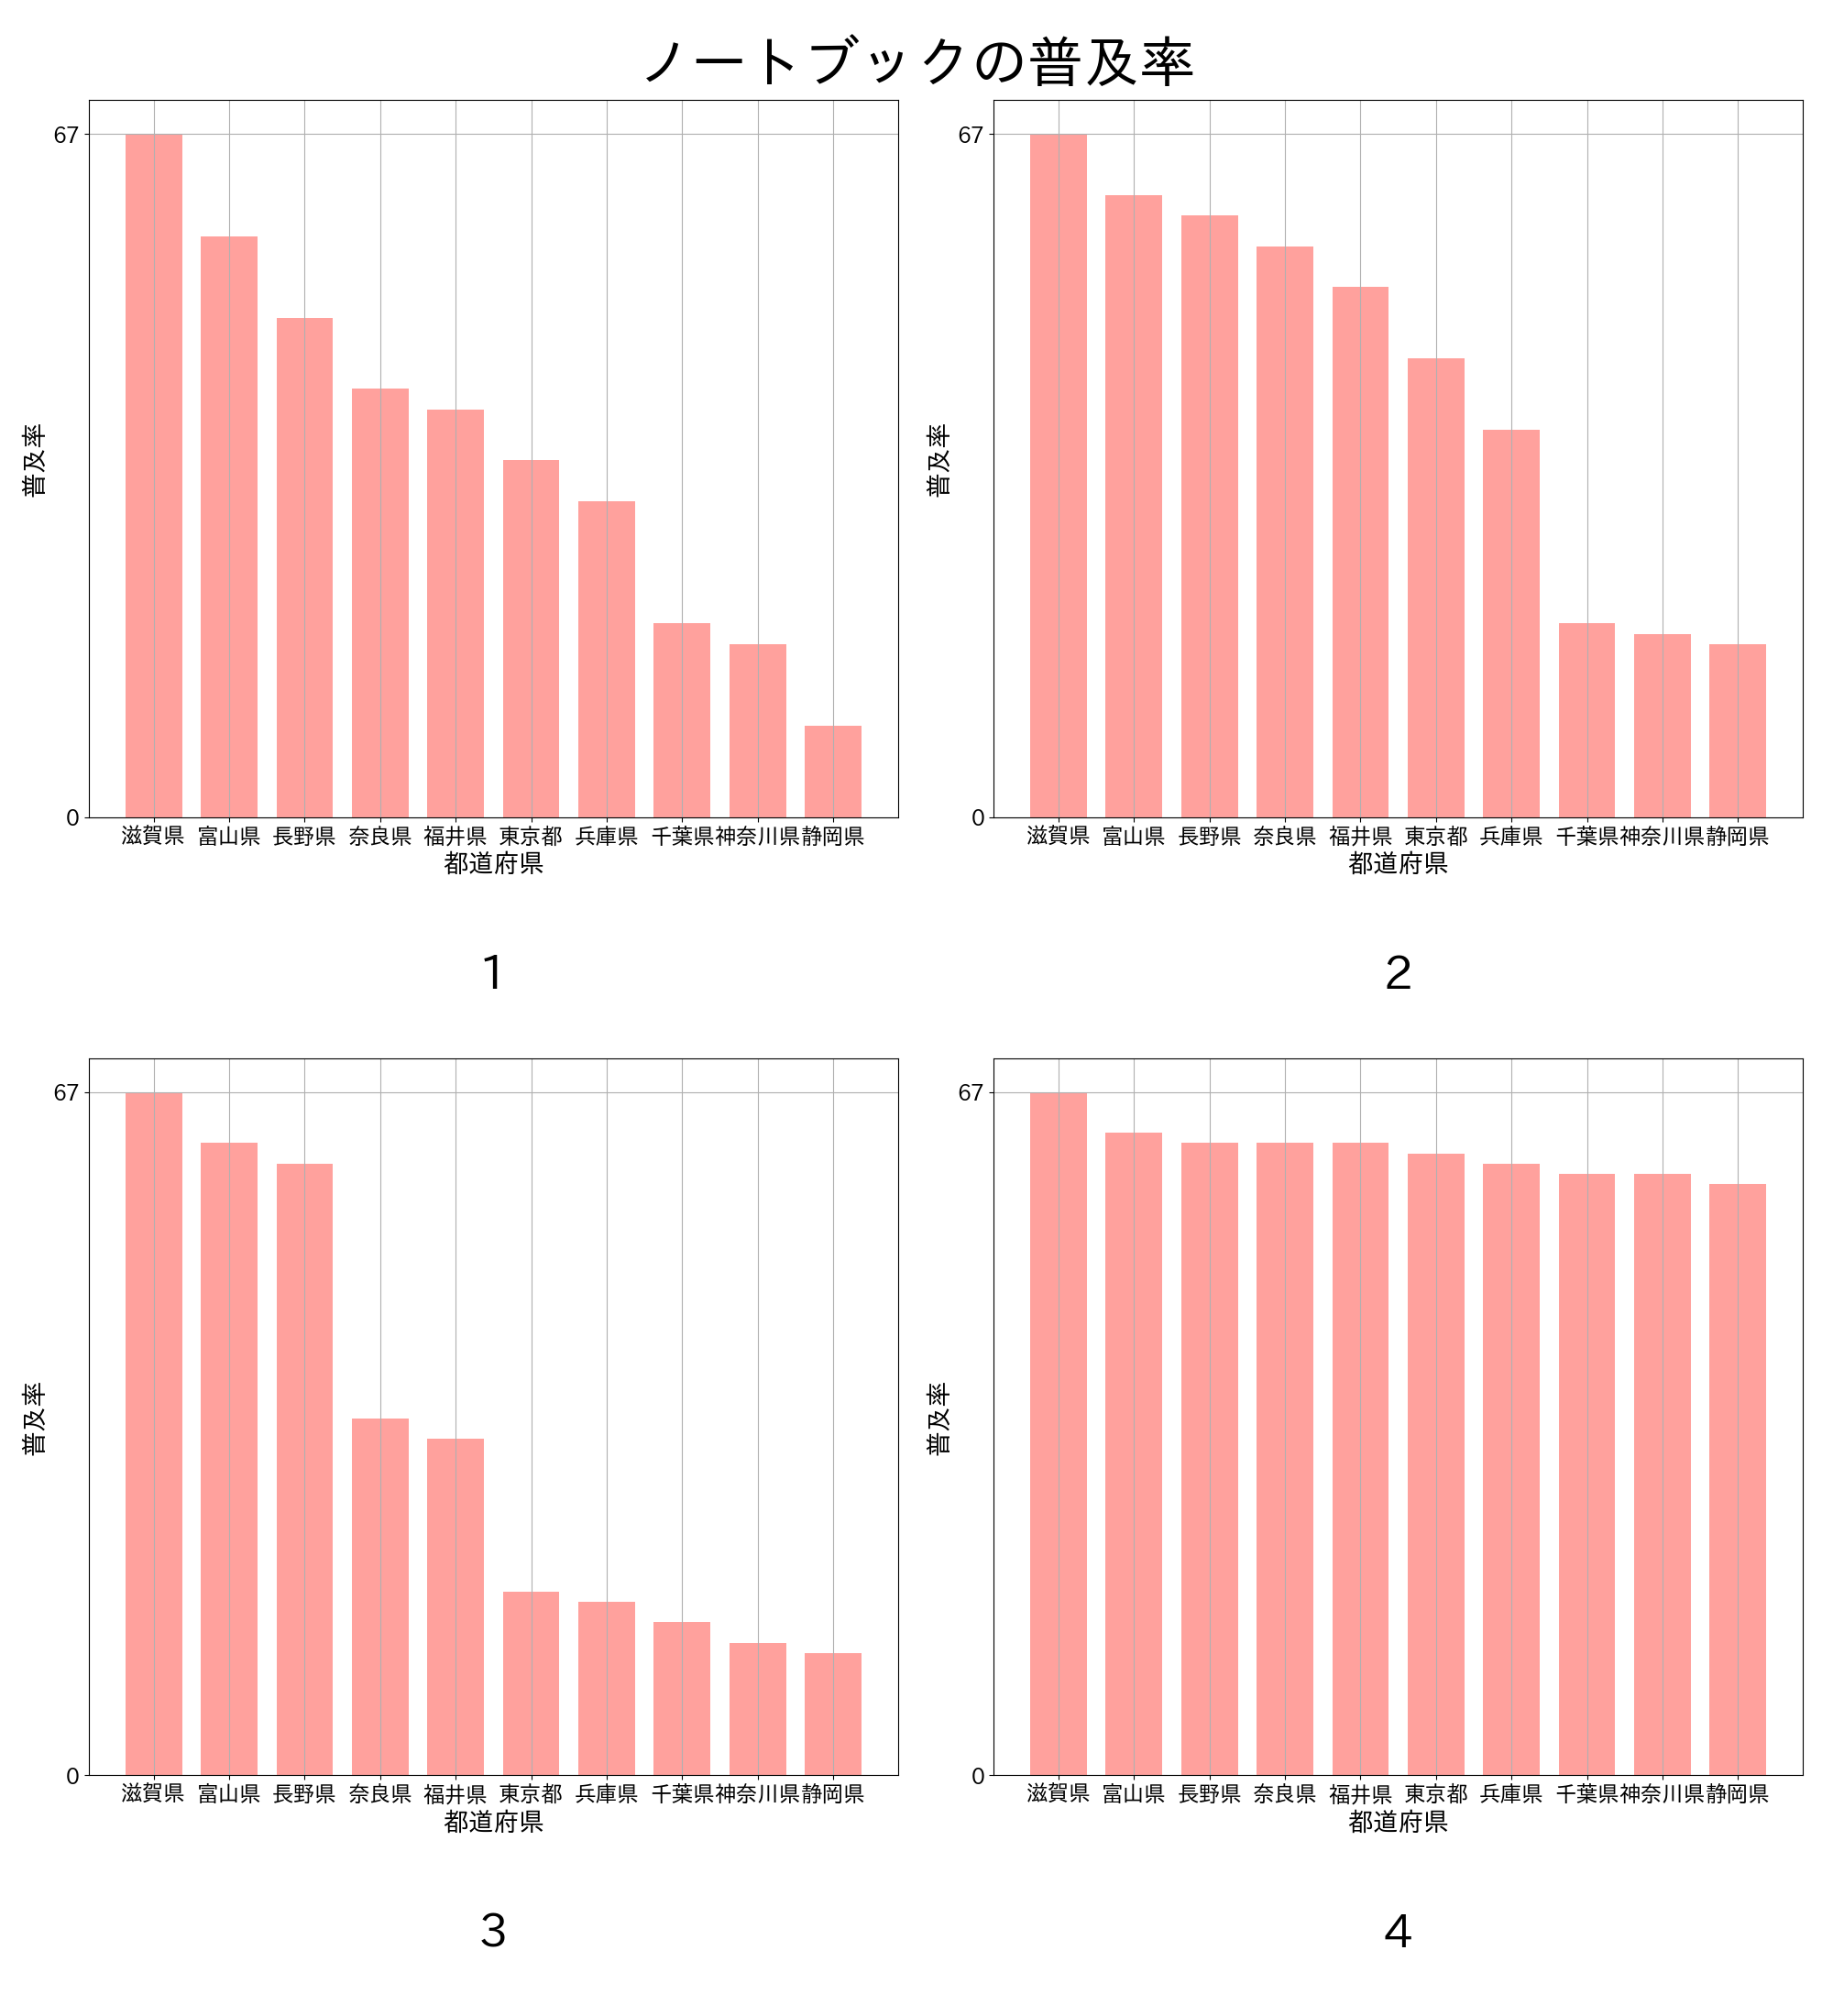 ノートブックの普及率
67
0
普及率
滋賀県 富山県 長野県 奈良県 福井県 東京都 兵庫県 千葉県 神奈川県 静岡県
都道府県
1
67
0
普及率
滋賀県 富山県 長野県 奈良県 福井県 東京都 兵庫県 千葉県 神奈川県 静岡県
都道府県
2
67
0
普及率
滋賀県 富山県 長野県 奈良県 福井県 東京都 兵庫県 千葉県 神奈川県 静岡県
都道府県
3
67
0
普及率
滋賀県 富山県 長野県 奈良県 福井県 東京都 兵庫県 千葉県 神奈川県 静岡県
都道府県
4